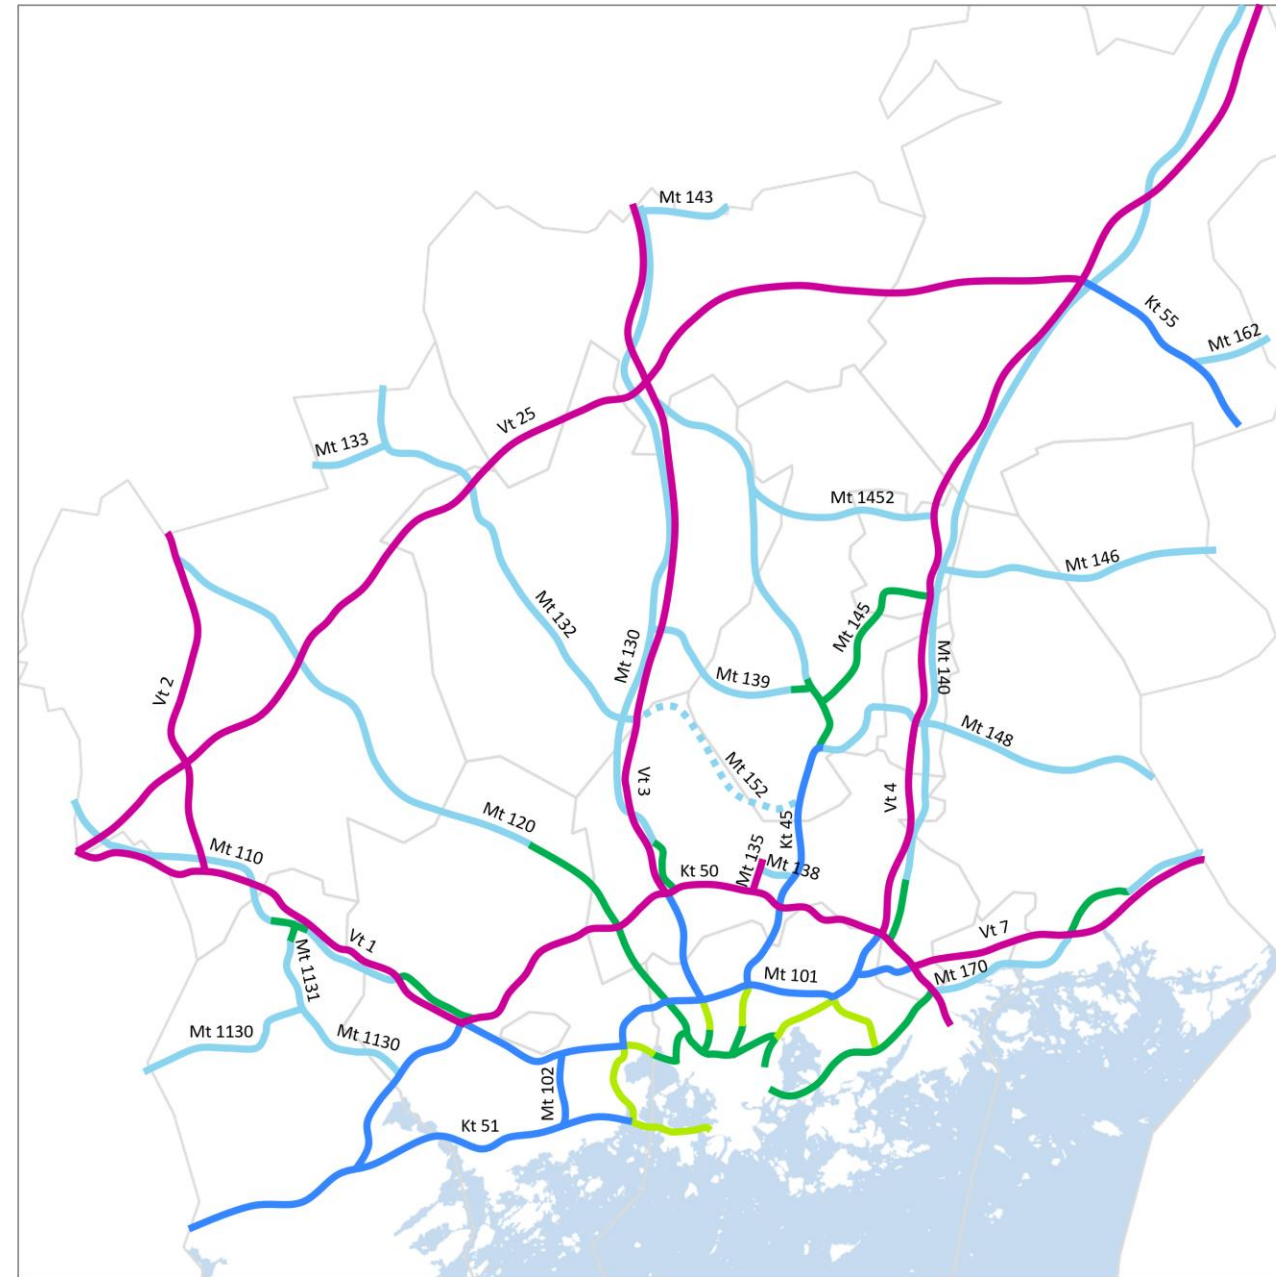 Mt 143
Kt 55
Mt 162
Vt 25
Mt 133
Mt 1452
Mt 146
Mt 132
Mt 145
Mt 130
Mt 140
Mt 139
Vt 2
Mt 148
Mt 152
Vt 3
Vt 4
Mt 120
Kt 45
Mt 110
Mt 135
Mt 138
Kt 50
Vt 1
Vt 7
Mt 1131
Mt 101
Mt 170
Mt 1130
Mt 1130
Mt 102
Kt 51